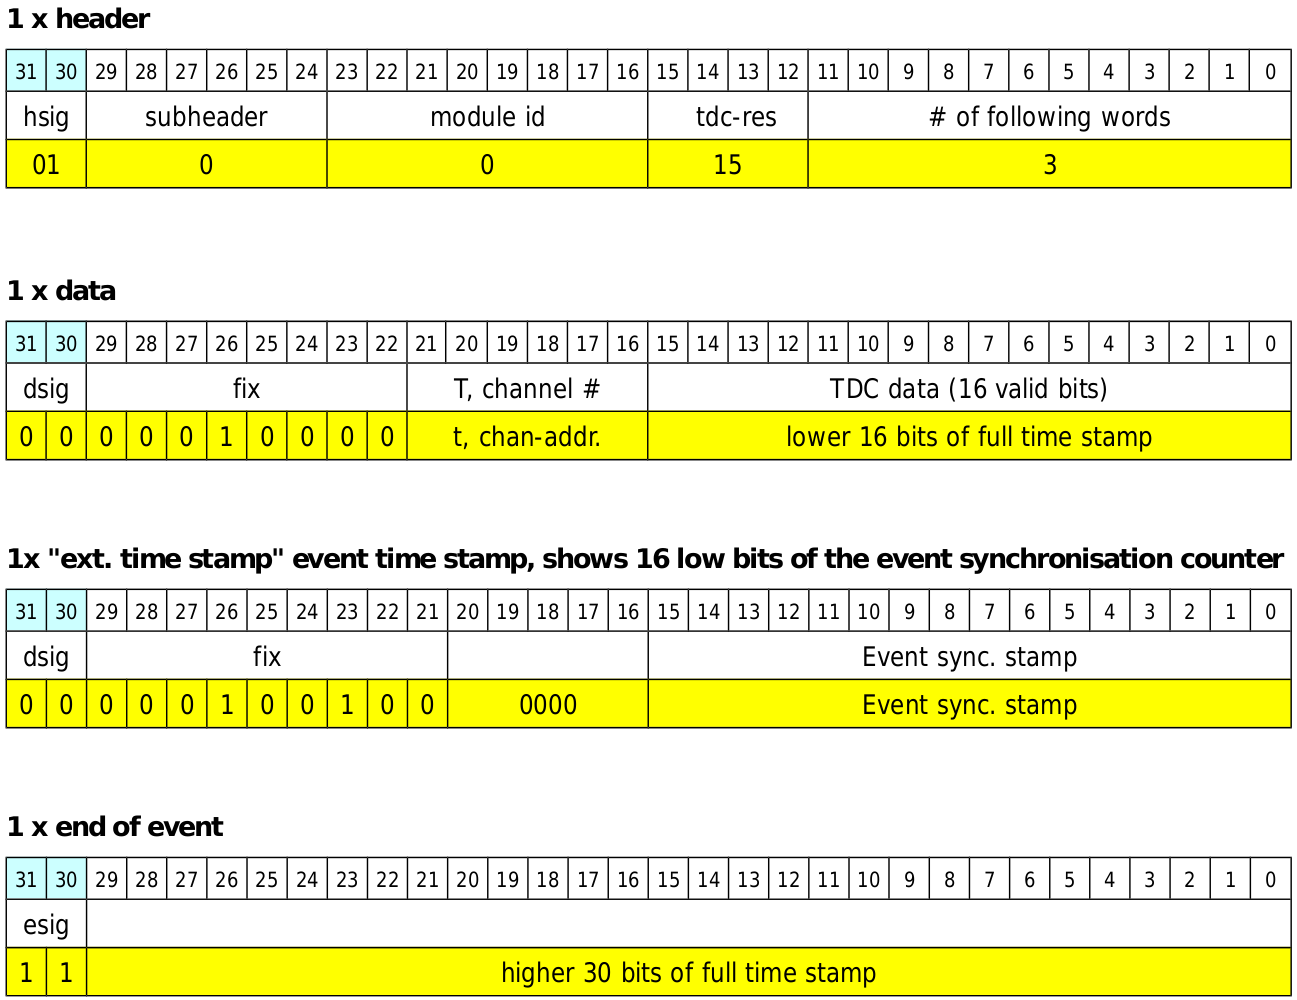 1 x header
31 30 29 28 27 26 25 24 23 22 21 20 19 18 17 16 15 14 13 12 11 10 9 8 7 6 5 4 3 2 1 0
hsig subheader module id tdc-res # of following words
01 0 0 15 3
1 x data
31 30 29 28 27 26 25 24 23 22 21 20 19 18 17 16 15 14 13 12 11 10 9 8 7 6 5 4 3 2 1 0
dsig fix T, channel # TDC data (16 valid bits)
0 0 0 0 0 1 0 0 0 0 t, chan-addr. lower 16 bits of full time stamp
1x "ext. time stamp" event time stamp, shows 16 low bits of the event synchronisation counter
31 30 29 28 27 26 25 24 23 22 21 20 19 18 17 16 15 14 13 12 11 10 9 8 7 6 5 4 3 2 1 0
dsig fix Event sync. stamp
0 0 0 0 0 1 0 0 1 0 0 0000 Event sync. stamp
1 x end of event
31 30 29 28 27 26 25 24 23 22 21 20 19 18 17 16 15 14 13 12 11 10 9 8 7 6 5 4 3 2 1 0
esig
1 1 higher 30 bits of full time stamp